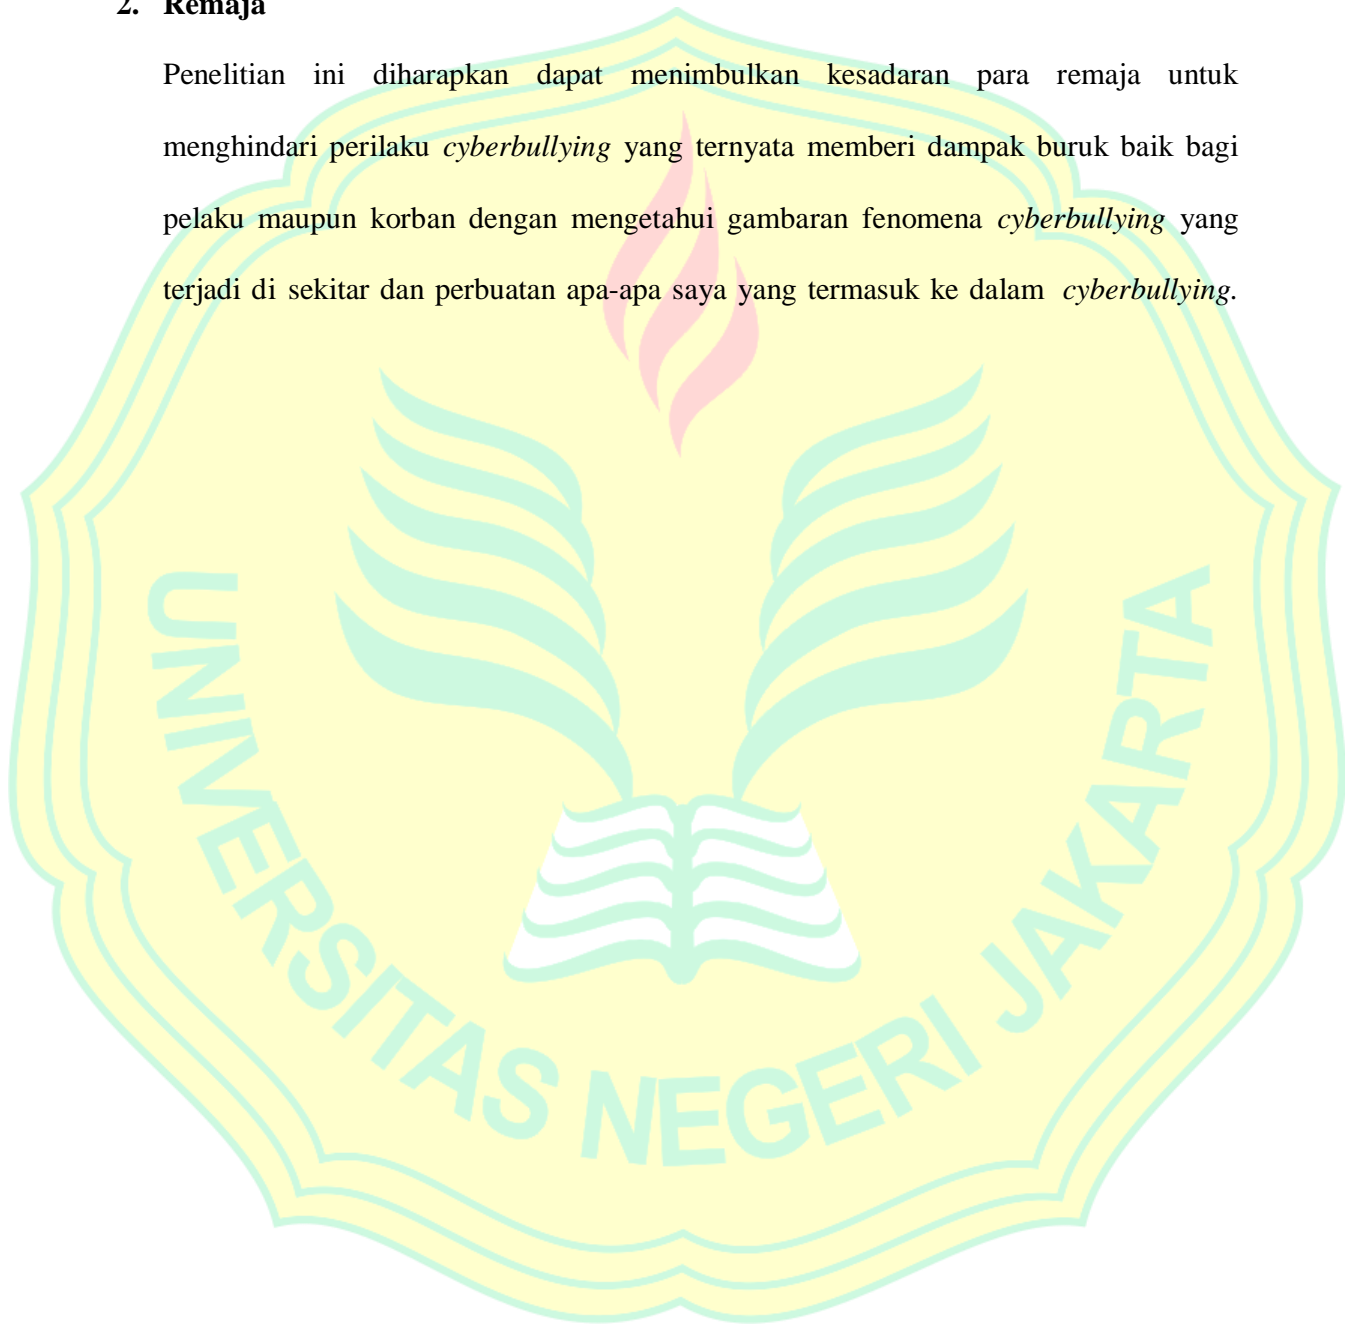 2. Remaja
Penelitian ini diharapkan dapat menimbulkan kesadaran para remaja untuk
menghindari perilaku cyberbullying yang ternyata memberi dampak buruk baik bagi
pelaku maupun korban dengan mengetahui gambaran fenomena cyberbullying yang
terjadi di sekitar dan perbuatan apa-apa saya yang termasuk ke dalam cyberbullying.
UNIVERSITAS NEGERI JAKARTA